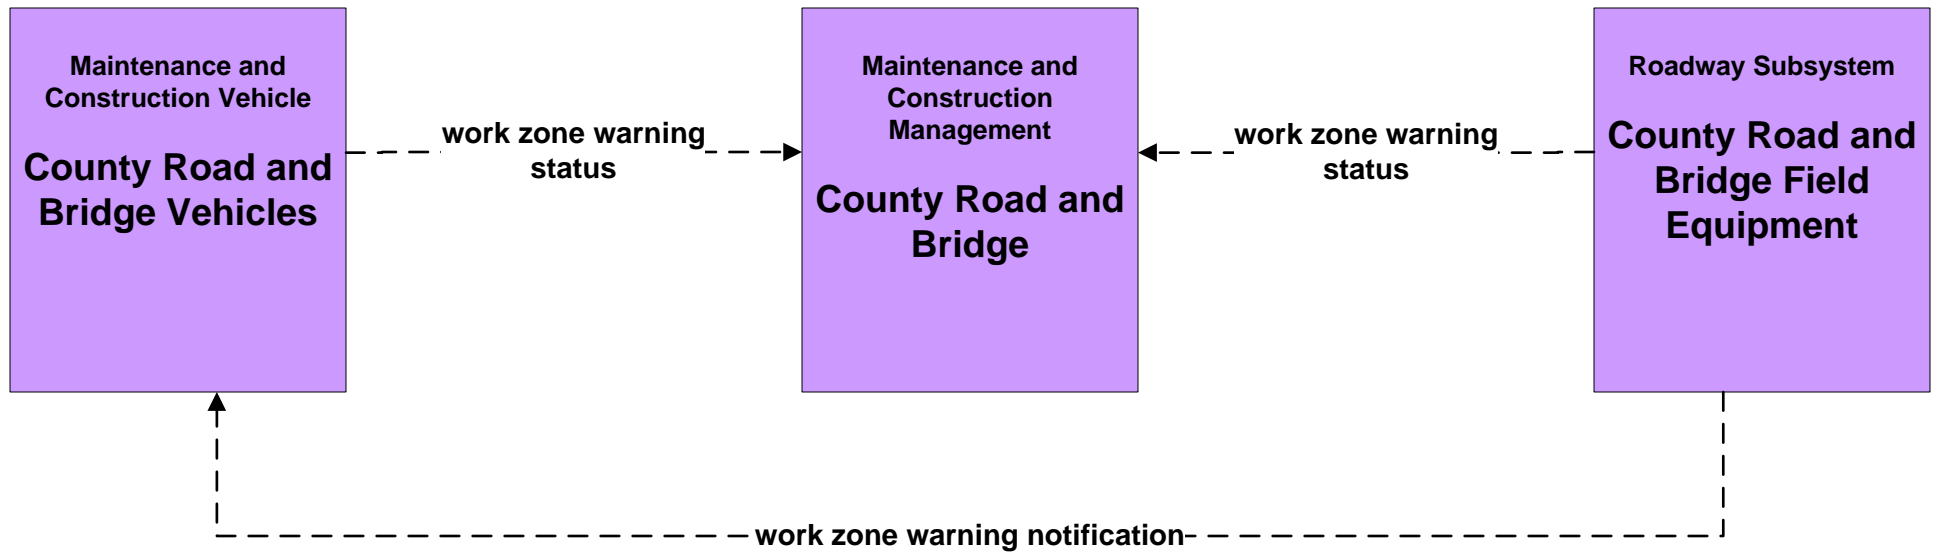 Maintenance and
Construction Vehicle
County Road and
Bridge Vehicles
work zone warning
status
Maintenance and
Construction
Management
County Road and
Bridge
work zone warning
status
Roadway Subsystem
County Road and
Bridge Field
Equipment
work zone warning notification